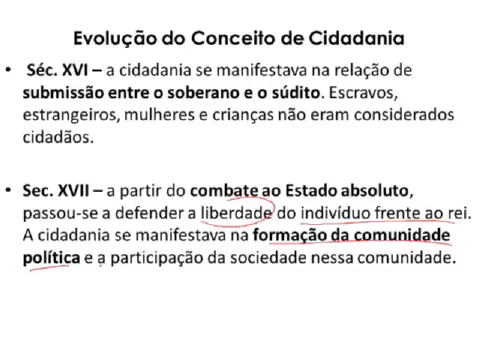 Evolução do Conceito de Cidadania
• Séc. XVI – a cidadania se manifestava na relação de
submissão entre o soberano e o súdito. Escravos,
estrangeiros, mulheres e crianças não eram considerados
cidadãos.
• Sec. XVII – a partir do combate ao Estado absoluto,
passou-se a defender a liberdade do indivíduo frente ao rei.
A cidadania se manifestava na formação da comunidade
política e a participação da sociedade nessa comunidade.